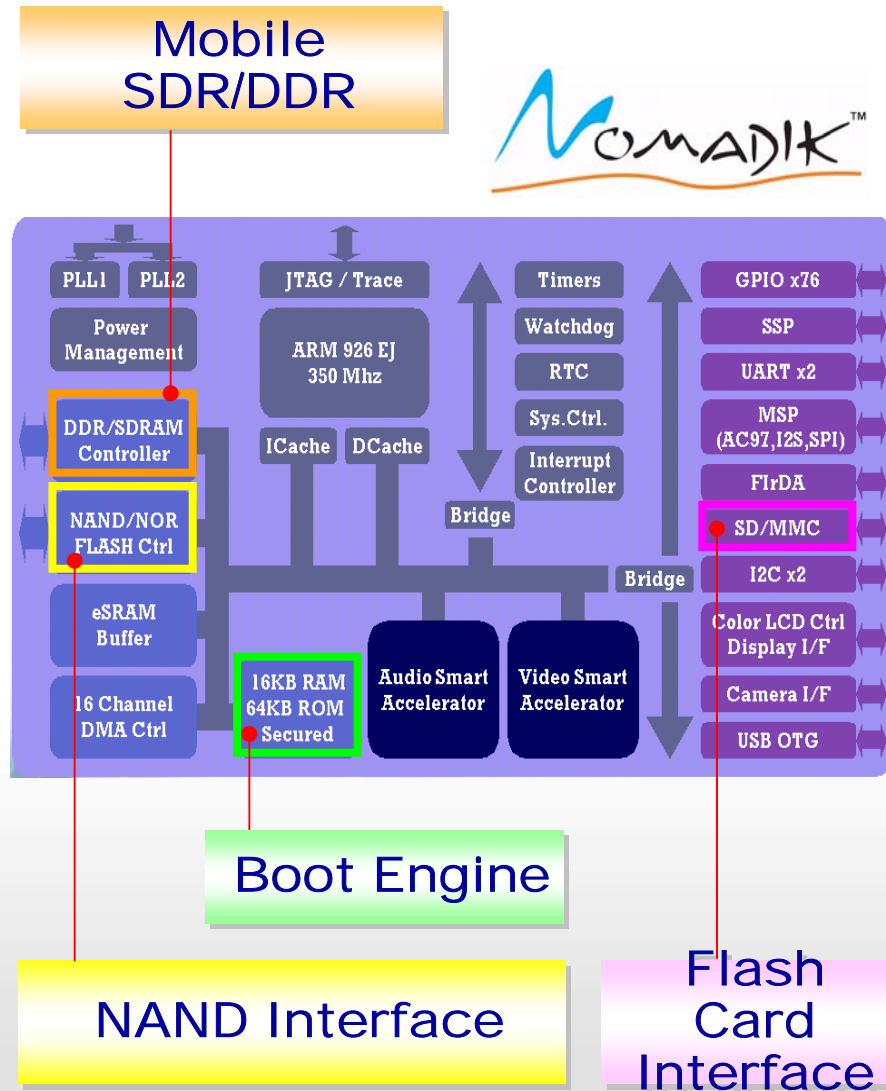 Mobile
SDR/DDR
NOMADIK™
PLL1
PLL2
Power
Management
DDR/SDRAM
Controller
NAND/NOR
FLASH Ctrl
eSRAM
Buffer
16 Channel
DMA Ctrl
JTAG / Trace
ARM 926 EJ
350 Mhz
ICache
DCache
16KB RAM
64KB ROM
Secured
Audio Smart
Accelerator
Video Smart
Accelerator
Bridge
Timers
Watchdog
RTC
Sys.Ctrl.
Interrupt
Controller
Bridge
GPIO x76
SSP
UART x2
MSP
(AC97,I2S,SPI)
FIrDA
SD/MMC
I2C x2
Color LCD Ctrl
Display I/F
Camera I/F
USB OTG
Boot Engine
NAND Interface
Flash
Card
Interface